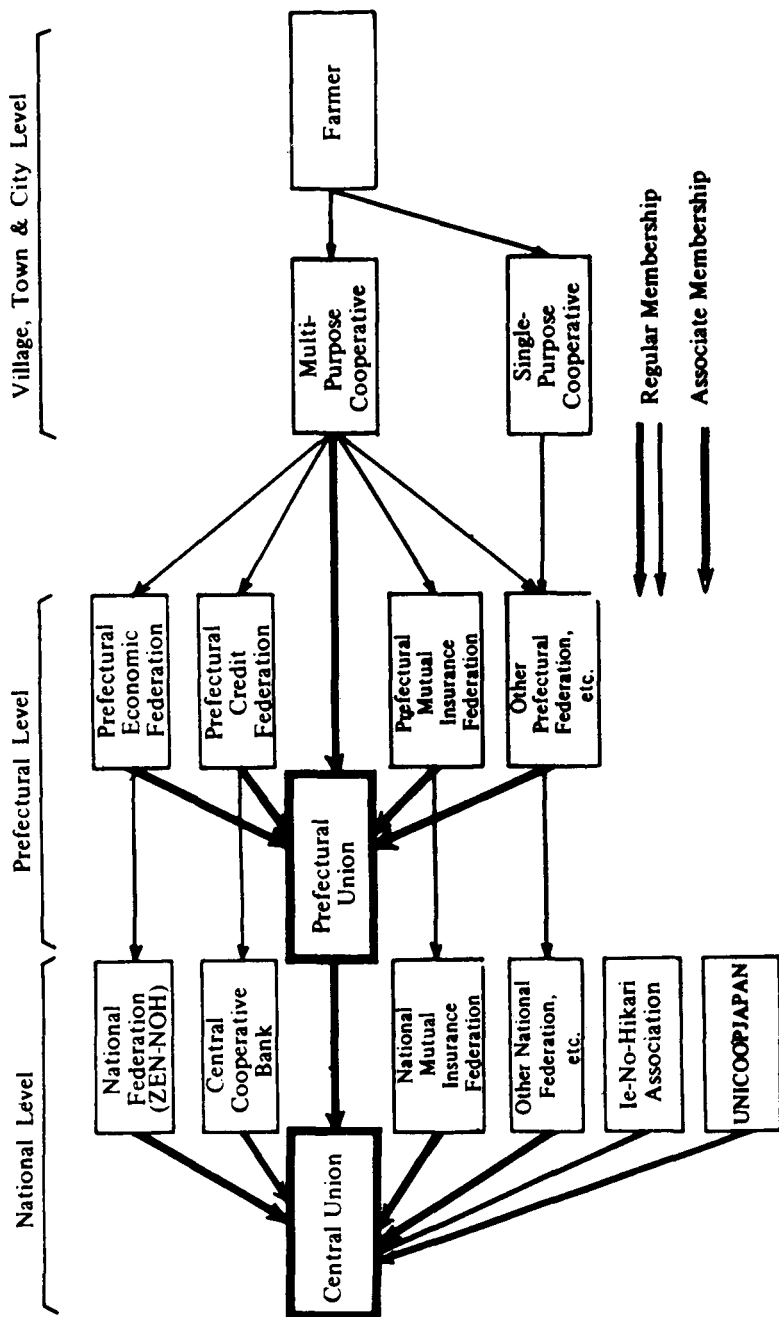 National Level
Prefectural Level
Village, Town & City Level
National
Federation
(ZEN-NOH)
Central
Cooperative
Bank
Central Union
National
Mutual
Insurance
Federation
Other National
Federation,
etc.
Ie-No-Hikari
Association
UNICOOPJAPAN
Prefectural
Economic
Federation
Prefectural
Credit
Federation
Prefectural
Union
Prefectural
Mutual
Insurance
Federation
Other
Prefectural
Federation,
etc.
Multi-
Purpose
Cooperative
Single-
Purpose
Cooperative
Farmer
Regular Membership
Associate Membership